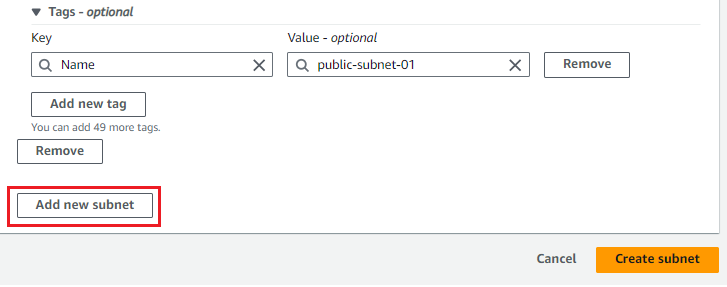 Tags - optional
Key
Value - optional
Name
public-subnet-01
Remove
Add new tag
You can add 49 more tags.
Remove
Add new subnet
Cancel
Create subnet